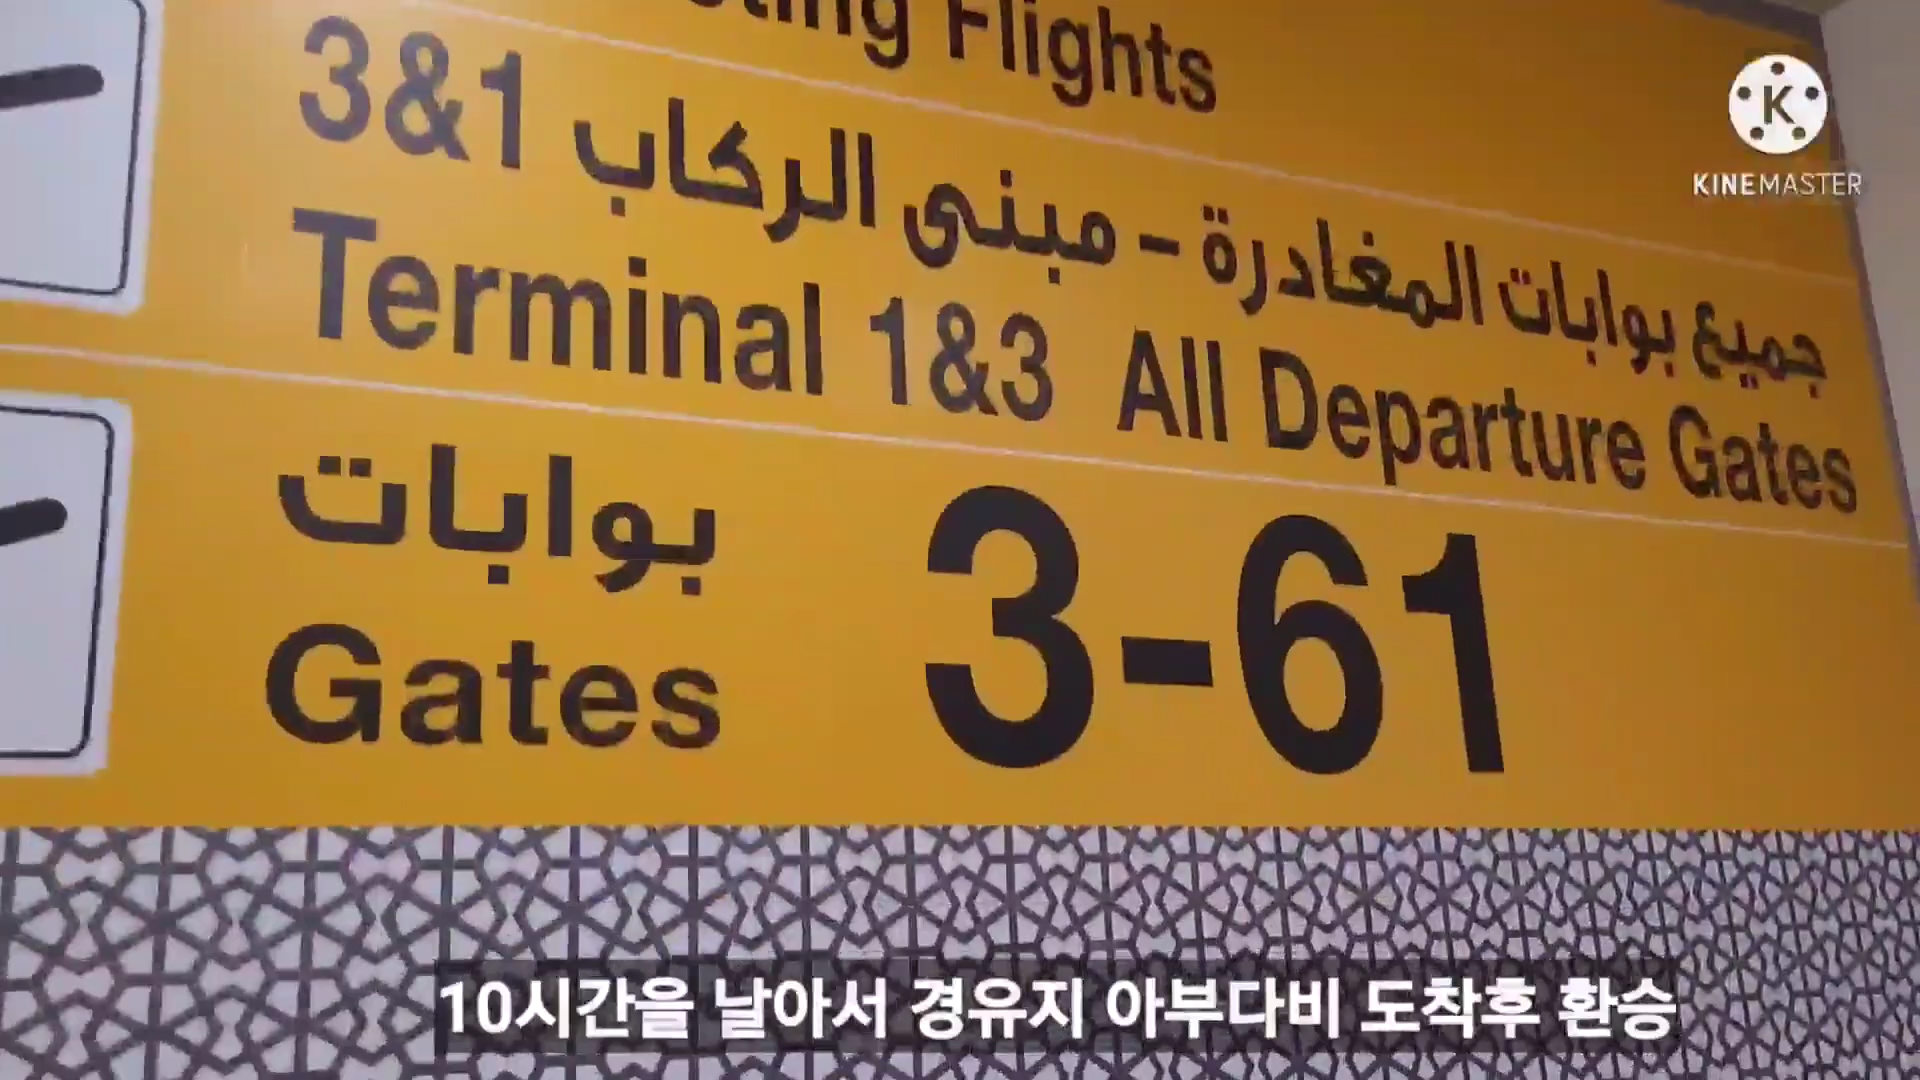 Flights
جميع بوابات المغادرة - مبنى الركاب 1&3
Terminal 1&3 All Departure Gates
بوابات
Gates 3-61
K
KINEMASTER
10시간을 날아서 경유지 아부다비 도착후 환승